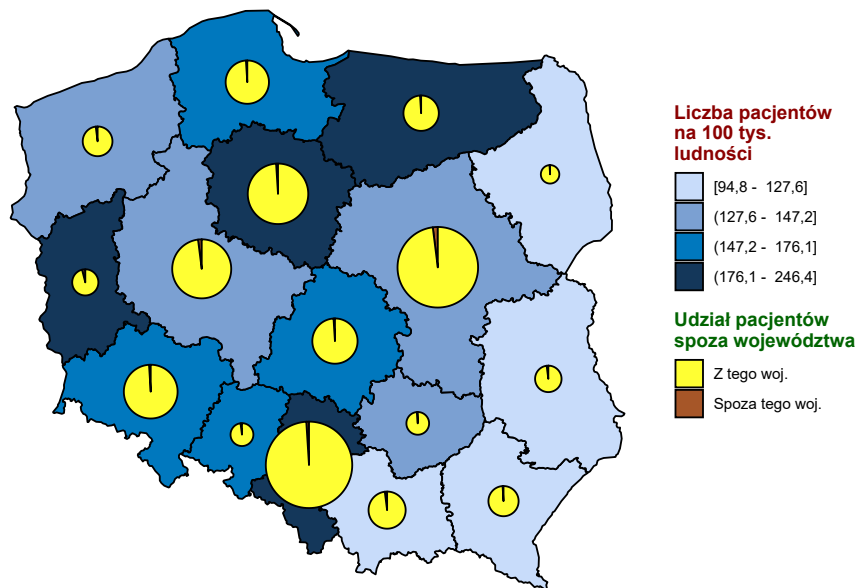 Liczba pacjentów
na 100 tys.
ludności
[94,8 - 127,6]
(127,6 - 147,2]
(147,2 - 176,1]
(176,1 - 246,4]
Udział pacjentów
spoza województwa
Z tego woj.
Spoza tego woj.